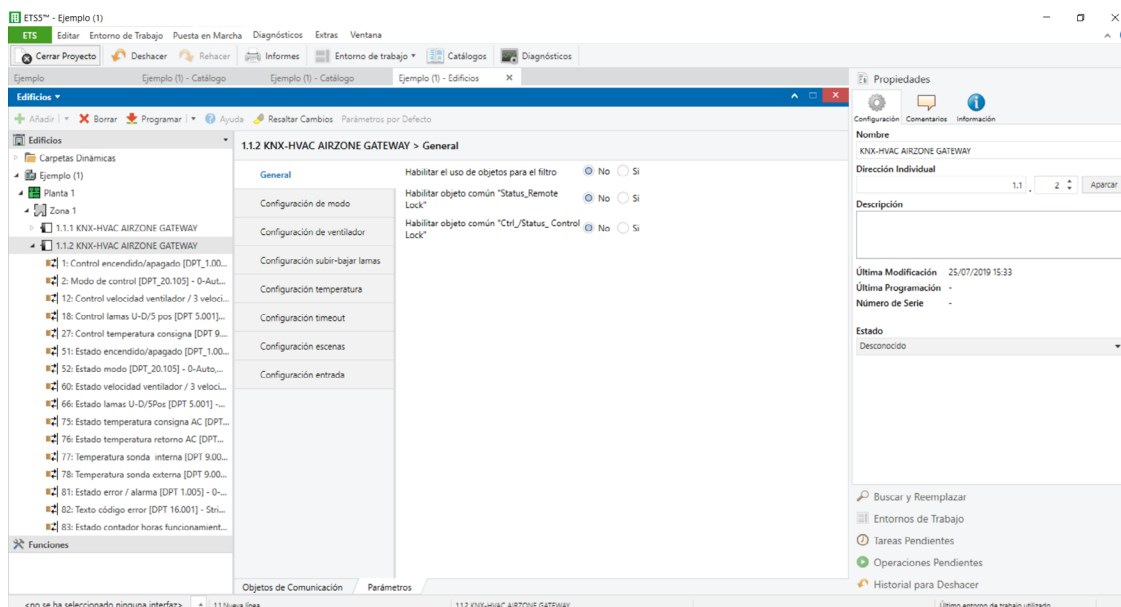 ETS5™ - Ejemplo (1)
ETS Editar Entorno de Trabajo Puesta en Marcha Diagnósticos Extras Ventana
Cerrar Proyecto Deshacer Rehacer Informes Entorno de trabajo Catálogos Diagnósticos
Ejemplo Ejemplo (1) - Catálogo Ejemplo (1) - Catálogo Ejemplo (1) - Edificios
Edificios
Añadir Borrar Programar Ayuda Resaltar Cambios Parámetros por Defecto
Edificios
Carpetas Dinámicas
Ejemplo (1)
Planta 1
Zona 1
1.1.1 KNX-HVAC AIRZONE GATEWAY
1.1.2 KNX-HVAC AIRZONE GATEWAY
1: Control encendido/apagado [DPT_1.00...
2: Modo de control [DPT_20.105] - 0-Aut...
12: Control velocidad ventilador / 3 veloci...
18: Control lamas U-D/5 pos [DPT 5.001]...
27: Control temperatura consigna [DPT 9....
51: Estado encendido/apagado [DPT_1.00...
52: Estado modo [DPT_20.105] - 0-Auto,...
60: Estado velocidad ventilador / 3 veloci...
66: Estado lamas U-D/5Pos [DPT 5.001] -...
75: Estado temperatura consigna AC [DPT...
76: Estado temperatura retorno AC [DPT...
77: Temperatura sonda interna [DPT 9.00...
78: Temperatura sonda externa [DPT 9.00...
81: Estado error / alarma [DPT 1.005] - 0-...
82: Texto código error [DPT 16.001] - Stri...
83: Estado contador horas funcionamient...
Funciones
1.1.2 KNX-HVAC AIRZONE GATEWAY > General
General
Configuración de modo
Configuración de ventilador
Configuración subir-bajar lamas
Configuración temperatura
Configuración timeout
Configuración escenas
Configuración entrada
Habilitar el uso de objetos para el filtro No Si
Habilitar objeto común "Status_Remote
Lock" No Si
Habilitar objeto común "Ctrl_/Status_ Control
Lock" No Si
Objetos de Comunicación Parámetros
Propiedades
Configuración Comentarios Información
Nombre
KNX-HVAC AIRZONE GATEWAY
Dirección Individual
1.1 . 2 Aparcar
Descripción
Última Modificación 25/07/2019 15:33
Última Programación -
Número de Serie -
Estado
Desconocido
Buscar y Reemplazar
Entornos de Trabajo
Tareas Pendientes
Operaciones Pendientes
Historial para Deshacer
<no se ha seleccionado ninguna interfaz> 1.1 Nueva línea 1.1.2 KNX-HVAC AIRZONE GATEWAY Último entorno de trabajo utilizado